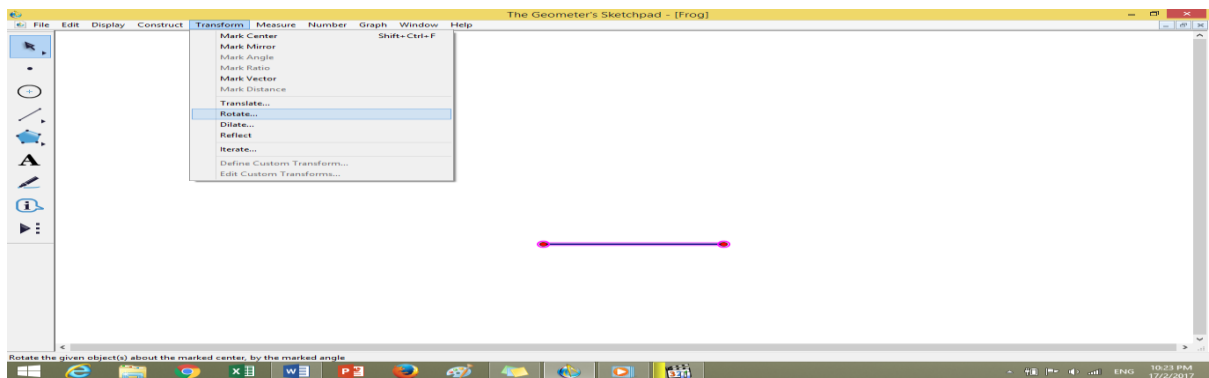 The Geometer's Sketchpad - [Frog]
File Edit Display Construct Transform Measure Number Graph Window Help
Mark Center Shift+Ctrl+F
Mark Mirror
Mark Angle
Mark Ratio
Mark Vector
Mark Distance
Translate...
Rotate...
Dilate...
Reflect
Iterate...
Define Custom Transform...
Edit Custom Transforms...
A
i
Rotate the given object(s) about the marked center, by the marked angle
ENG
10:23 PM
17/2/2017